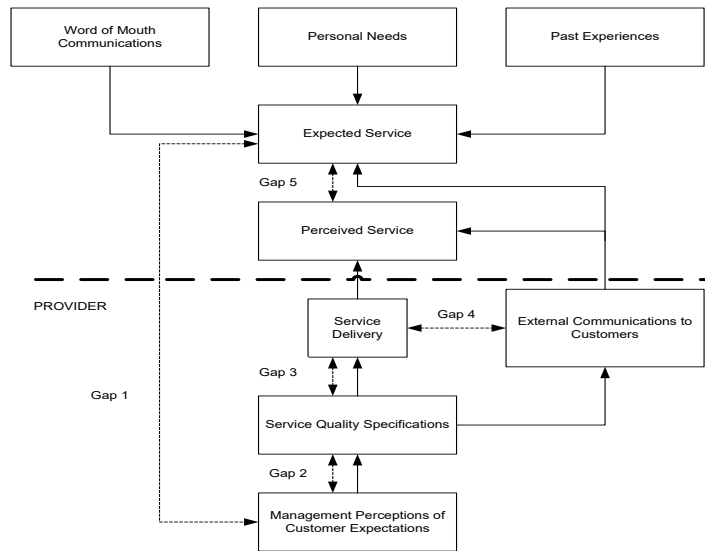 Word of Mouth
Communications
Personal Needs
Past Experiences
Expected Service
Gap 5
Perceived Service
PROVIDER
Service
Delivery
Gap 4
External Communications to
Customers
Gap 3
Gap 1
Service Quality Specifications
Gap 2
Management Perceptions of
Customer Expectations